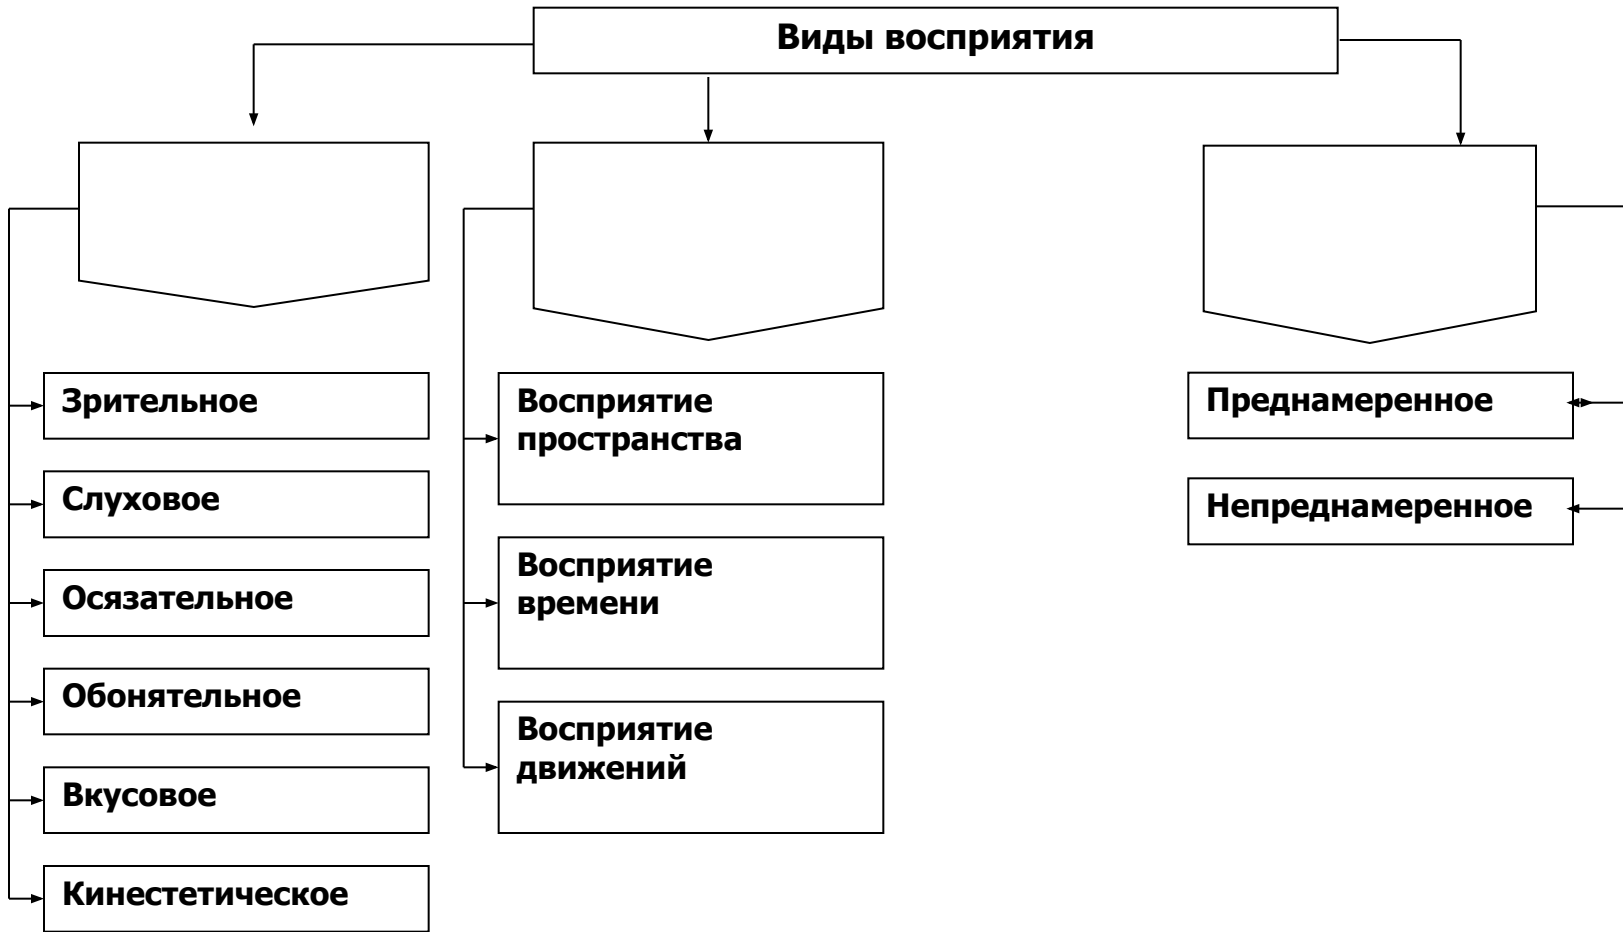 Виды восприятия
Зрительное
Слуховое
Осязательное
Обонятельное
Вкусовое
Кинестетическое
Восприятие
пространства
Восприятие
времени
Восприятие
движений
Преднамеренное
Непреднамеренное